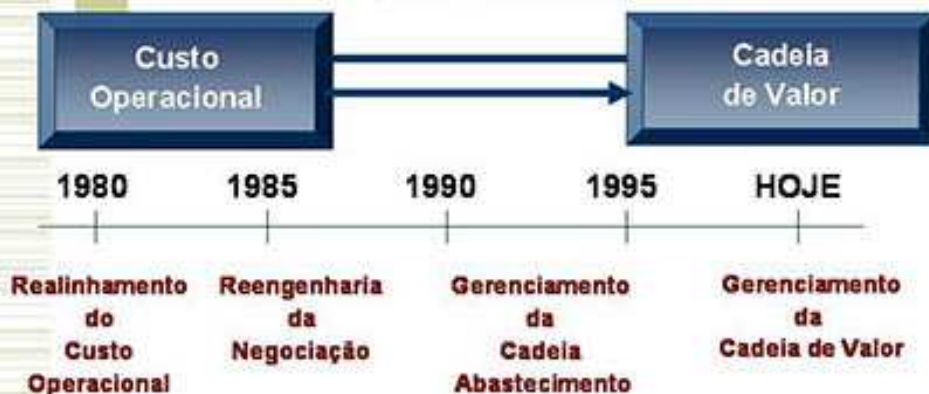 Custo
Operacional
Cadeia
de Valor
1980 1985 1990 1995 HOJE
Realinhamento
do
Custo
Operacional
Reengenharia
da
Negociação
Gerenciamento
da
Cadeia
Abastecimento
Gerenciamento
da
Cadeia de Valor